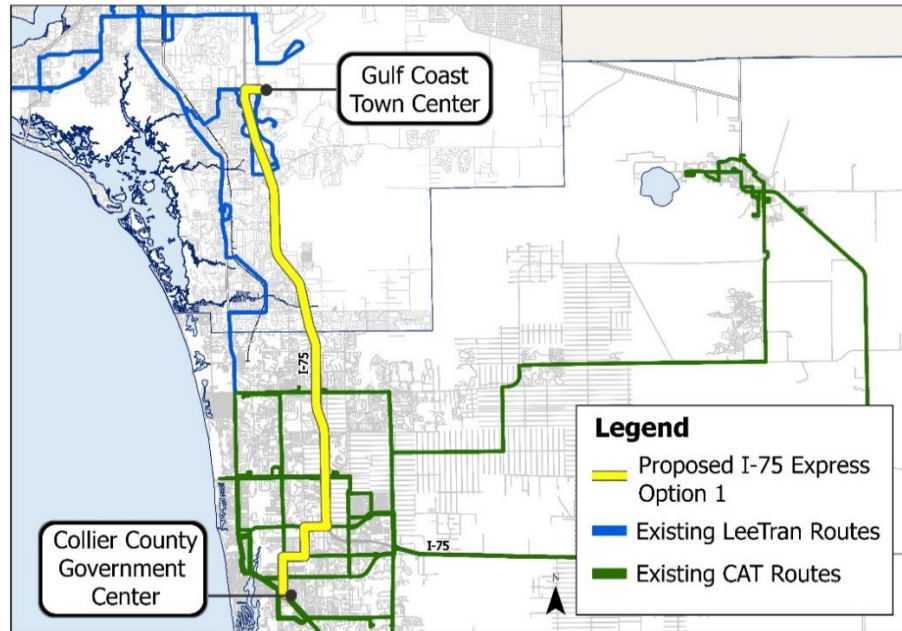 Gulf Coast
Town Center
I-75
Legend
Proposed I-75 Express
Option 1
Existing LeeTran Routes
Existing CAT Routes
Collier County
Government
Center
I-75
N